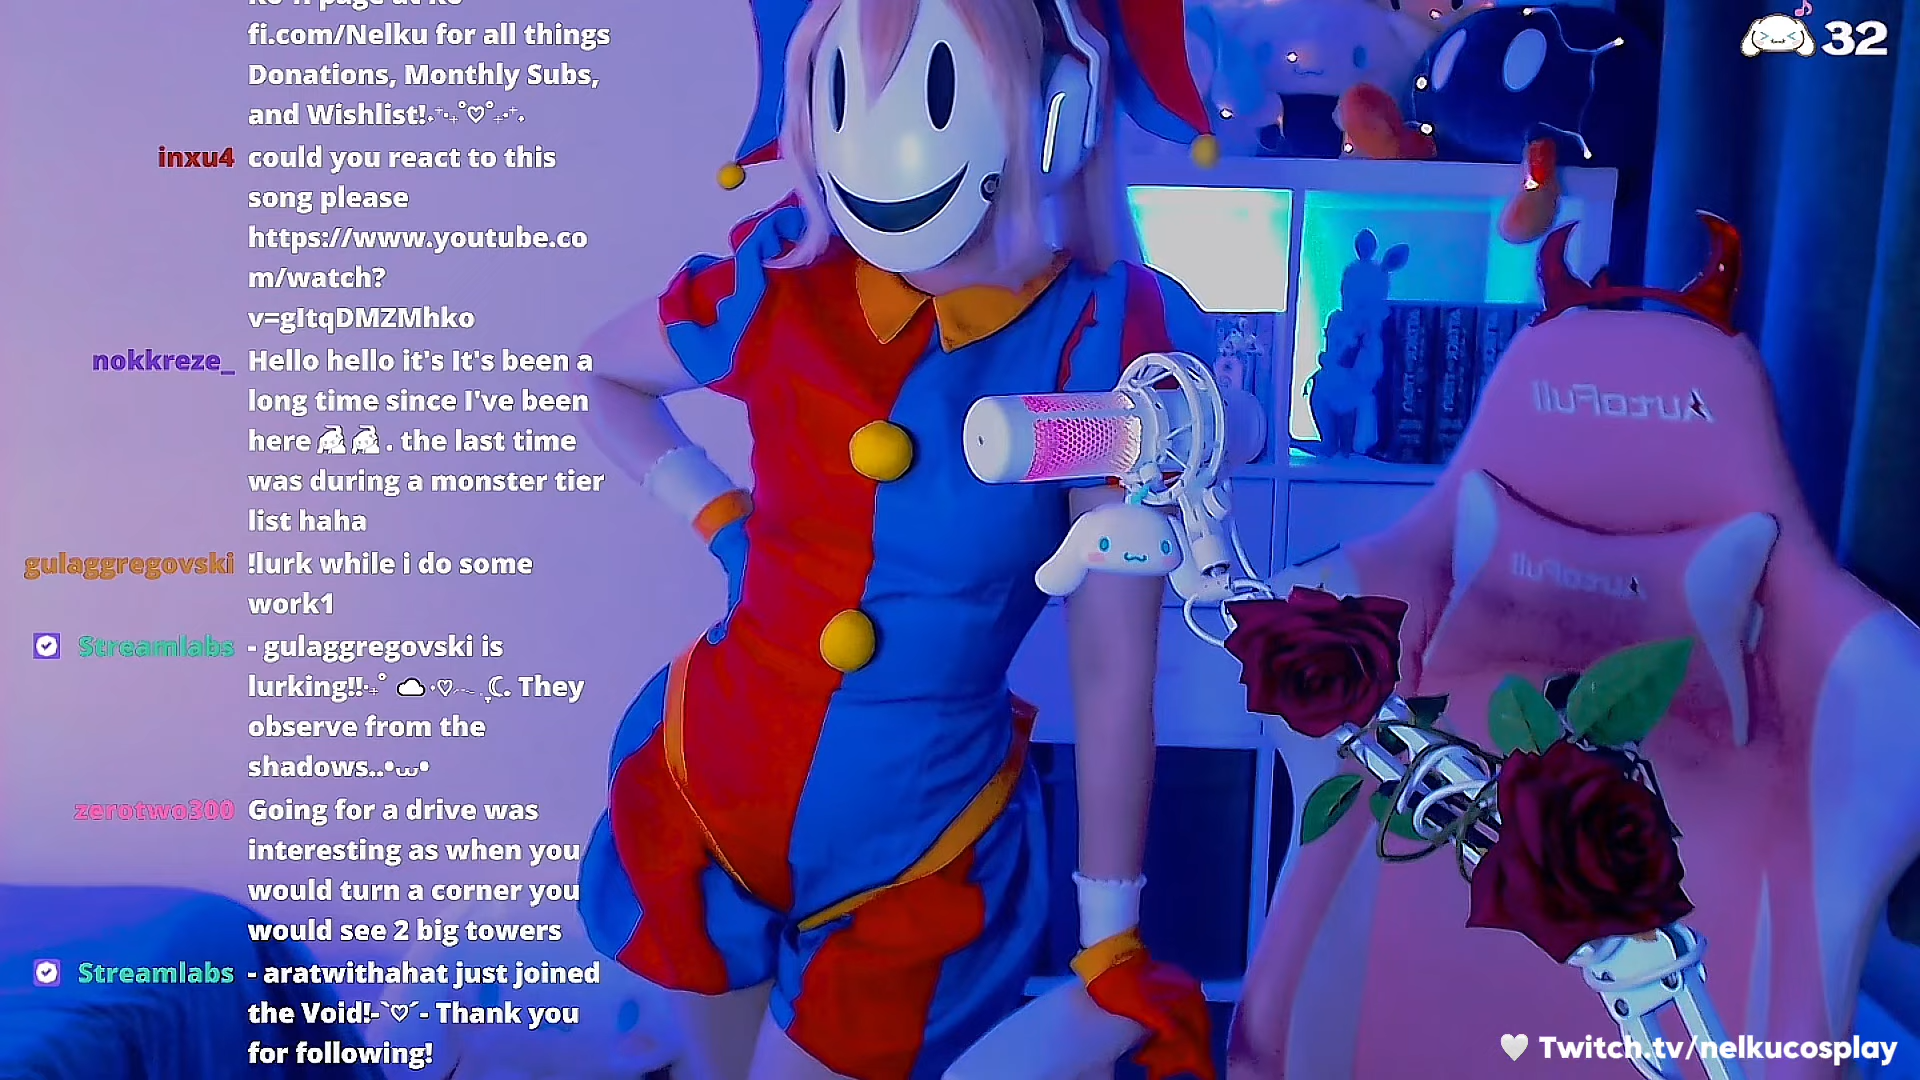 fi.com/Nelku for all things
Donations, Monthly Subs,
and Wishlist!
inxu4 could you react to this
song please
https://www.youtube.co
m/watch?
v=gItqDMZMhko
nokkreze_ Hello hello it's It's been a
long time since I've been
here . the last time
was during a monster tier
list haha
gulaggregovski !lurk while i do some
work1
Streamlabs - gulaggregovski is
lurking!! They
observe from the
shadows..•ω•
zerotwo300 Going for a drive was
interesting as when you
would turn a corner you
would see 2 big towers
Streamlabs - aratwithahat just joined
the Void!-`♡´- Thank you
for following!
32
AutoFull
AutoFull
Twitch.tv/nelkucosplay